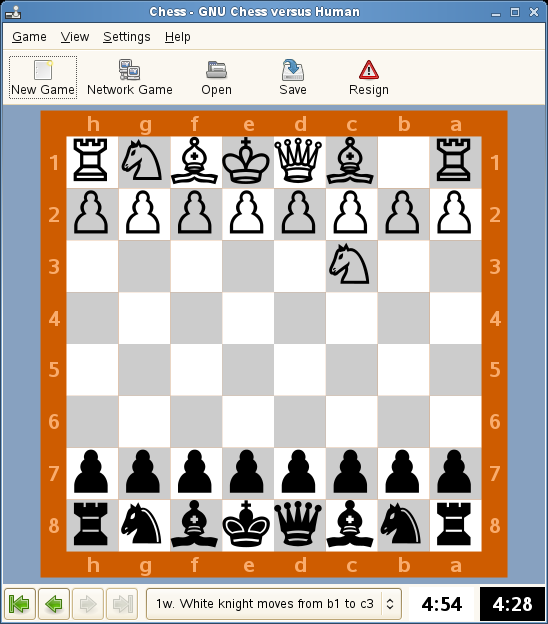 Chess - GNU Chess versus Human
Game View Settings Help
New Game Network Game Open Save Resign
h g f e d c b a
1 1
2 2
3 3
4 4
5 5
6 6
7 7
8 8
h g f e d c b a
1w. White knight moves from b1 to c3 4:54 4:28